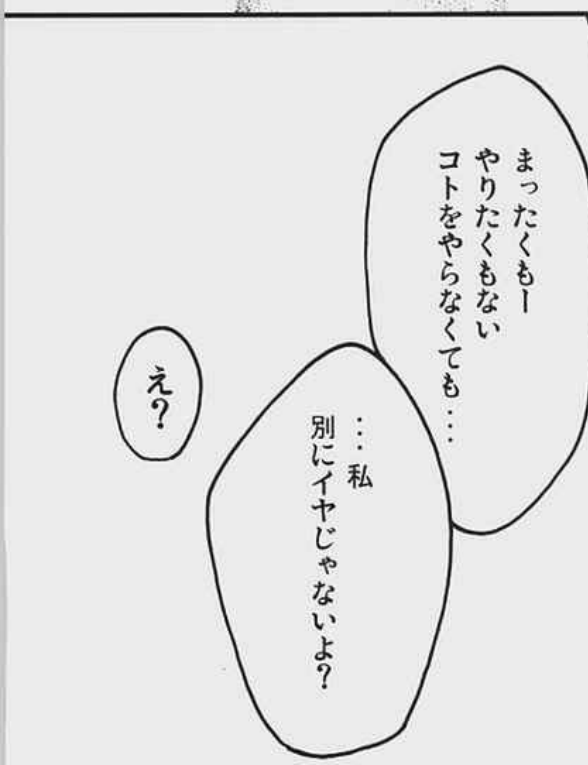 まったくもー
やりたくもない
コトをやらなくても・・・
・・・私
別にイヤじゃないよ？
え？